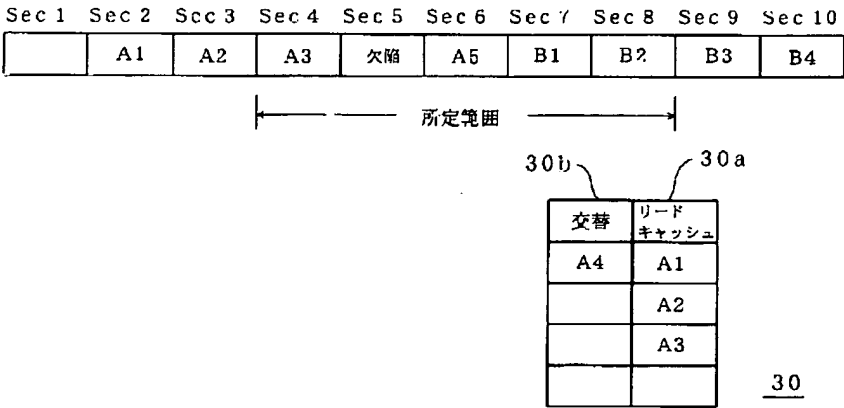 Sec 1 Sec 2 Sec 3 Sec 4 Sec 5 Sec 6 Sec 7 Sec 8 Sec 9 Sec 10
A1 A2 A3 欠陥 A5 B1 B2 B3 B4
所定範囲
30b 30a
交替 リードキャッシュ
A4 A1
A2
A3
30